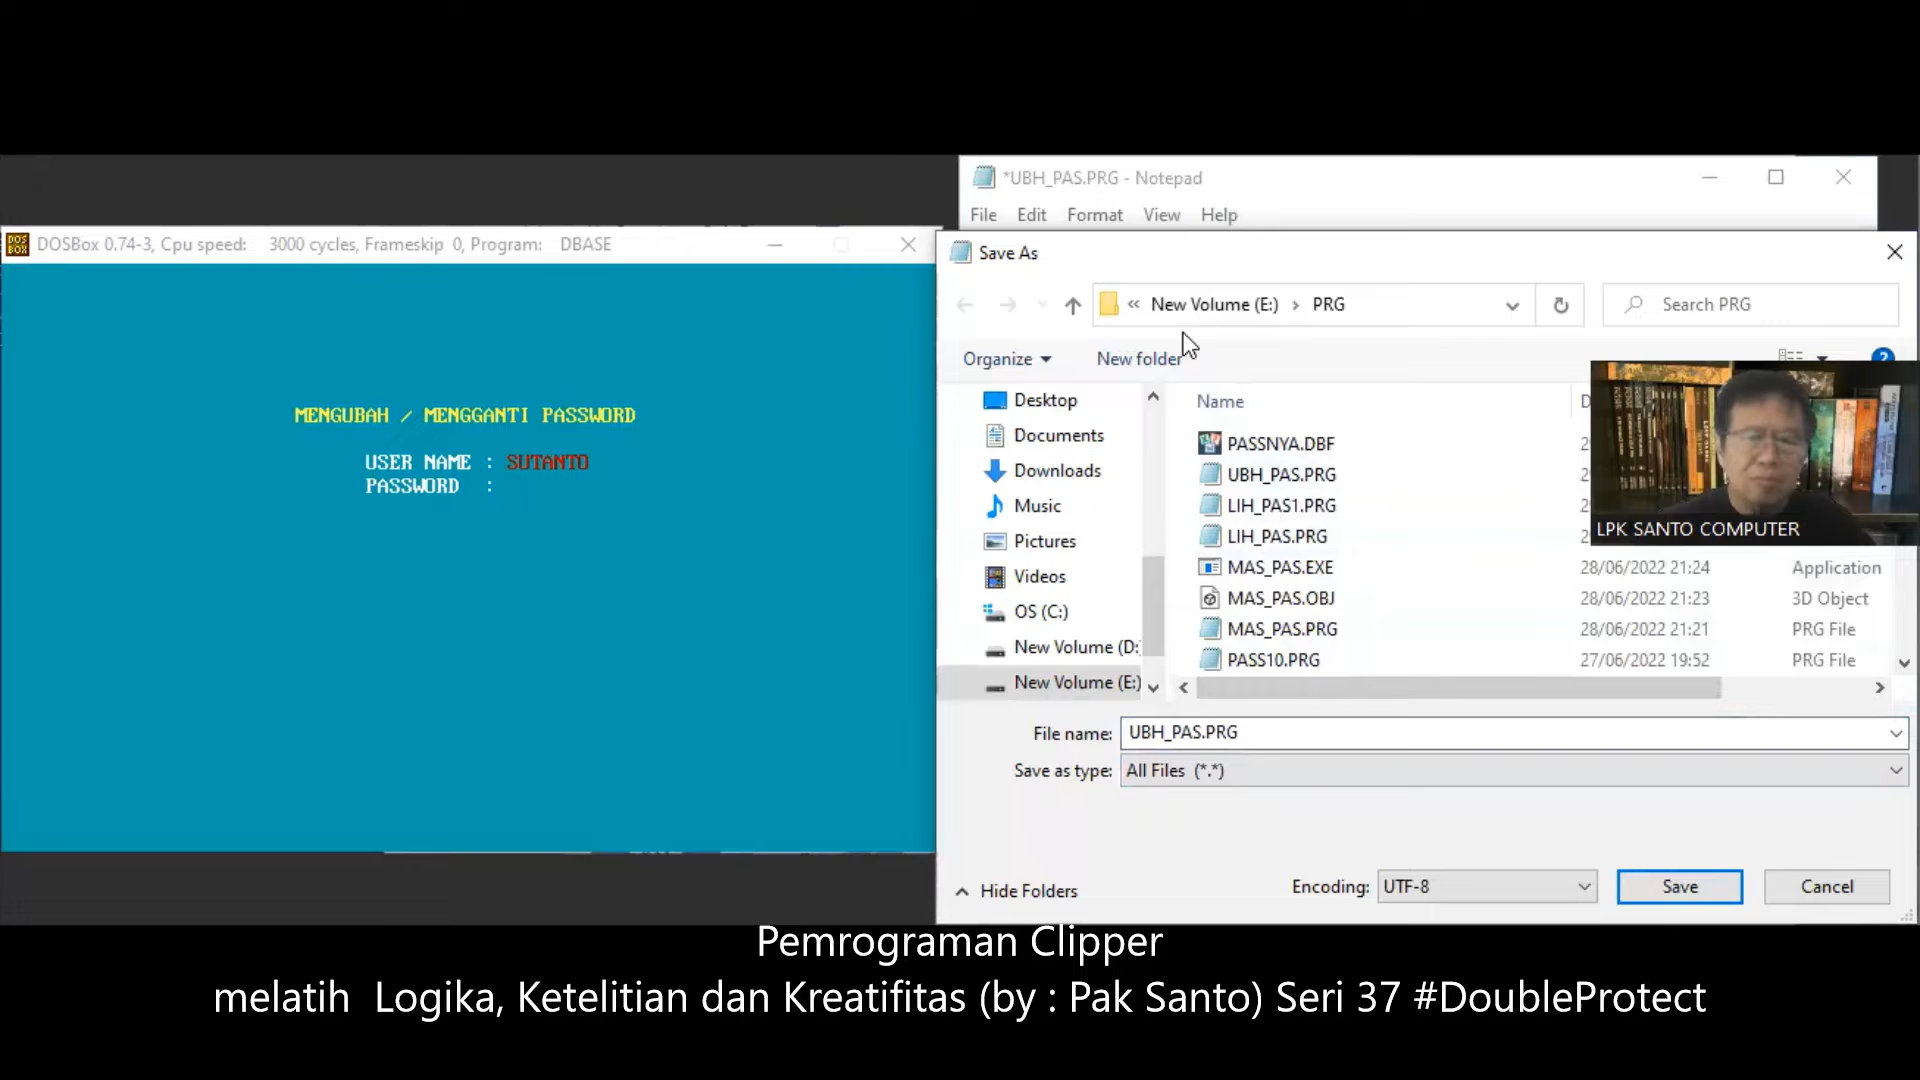 *UBH_PAS.PRG - Notepad
File Edit Format View Help
DOS BOX
DOSBox 0.74-3, Cpu speed: 3000 cycles, Frameskip 0, Program: DBASE
MENGUBAH / MENGGANTI PASSWORD
USER NAME : SUTANTO
PASSWORD :
Save As
« New Volume (E:) › PRG
Search PRG
Organize
New folder
?
Desktop
Documents
Downloads
Music
Pictures
Videos
OS (C:)
New Volume (D:
New Volume (E:)
Name D
PASSNYA.DBF 2
UBH_PAS.PRG 2
LIH_PAS1.PRG 2
LIH_PAS.PRG 2
MAS_PAS.EXE 28/06/2022 21:24 Application
MAS_PAS.OBJ 28/06/2022 21:23 3D Object
MAS_PAS.PRG 28/06/2022 21:21 PRG File
PASS10.PRG 27/06/2022 19:52 PRG File
LPK SANTO COMPUTER
File name: UBH_PAS.PRG
Save as type: All Files (*.*)
Hide Folders
Encoding: UTF-8
Save
Cancel
Pemrograman Clipper
melatih Logika, Ketelitian dan Kreatifitas (by : Pak Santo) Seri 37 #DoubleProtect